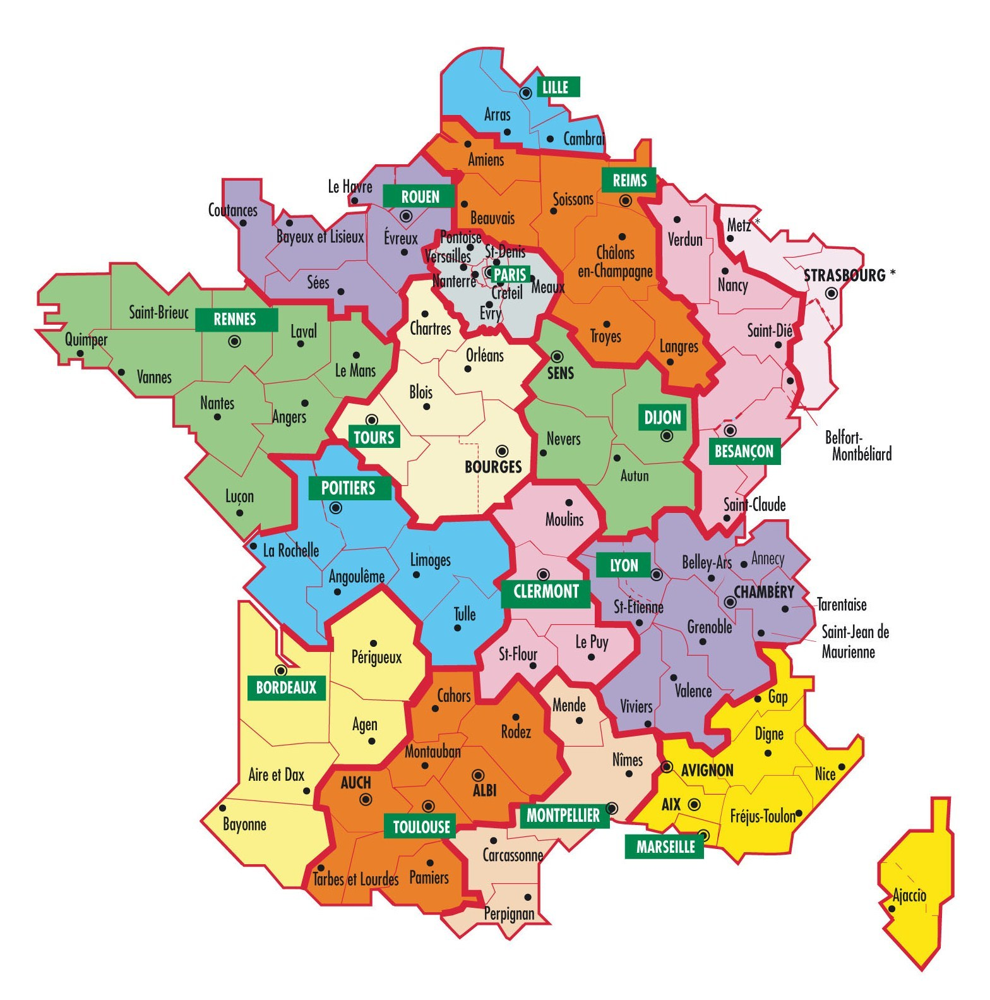 LILLE
Arras
Cambrai
Amiens
REIMS
Le Havre
ROUEN
Soissons
Coutances
Beauvais
Metz *
Bayeux et Lisieux
Évreux
Pontoise
Verdun
St-Denis
Versailles
Châlons
en-Champagne
PARIS
STRASBOURG *
Nanterre
Sées
Meaux
Nancy
Créteil
Saint-Brieuc
RENNES
Evry
Laval
Chartres
Saint-Dié
Quimper
Troyes
Langres
Orléans
Le Mans
SENS
Vannes
Blois
Nantes
Angers
DIJON
TOURS
Nevers
Belfort-
Montbéliard
BESANÇON
BOURGES
Autun
POITIERS
Luçon
Saint-Claude
Moulins
La Rochelle
Limoges
LYON
Belley-Ars
Annecy
Angoulême
CLERMONT
CHAMBÉRY
Tarentaise
St-Étienne
Tulle
Grenoble
Saint-Jean de
Maurienne
Le Puy
St-Flour
Périgueux
BORDEAUX
Valence
Cahors
Gap
Mende
Viviers
Agen
Rodez
Digne
Montauban
Nîmes
Aire et Dax
AVIGNON
Nice
AUCH
ALBI
AIX
MONTPELLIER
Fréjus-Toulon
Bayonne
TOULOUSE
MARSEILLE
Carcassonne
Tarbes et Lourdes
Pamiers
Ajaccio
Perpignan